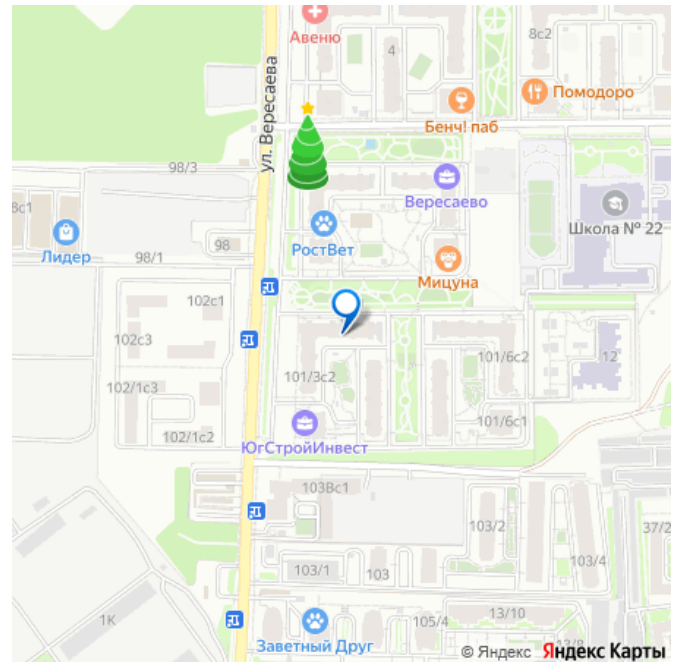 Авеню
4
8с2
Помодоро
Бенч! паб
ул. Вересаева
98/3
Вересаево
8с1
98
РостВет
Школа № 22
Лидер
98/1
Мицуна
102с1
102с3
101/6с2
12
101/3с2
102/1с3
101/6с1
102/1с2
ЮгСтройИнвест
103Вс1
103/2
37/2
103/4
103/1
103
1К
13/10
105/4
Заветный Друг
13/8
© Яндекс Яндекс Карты